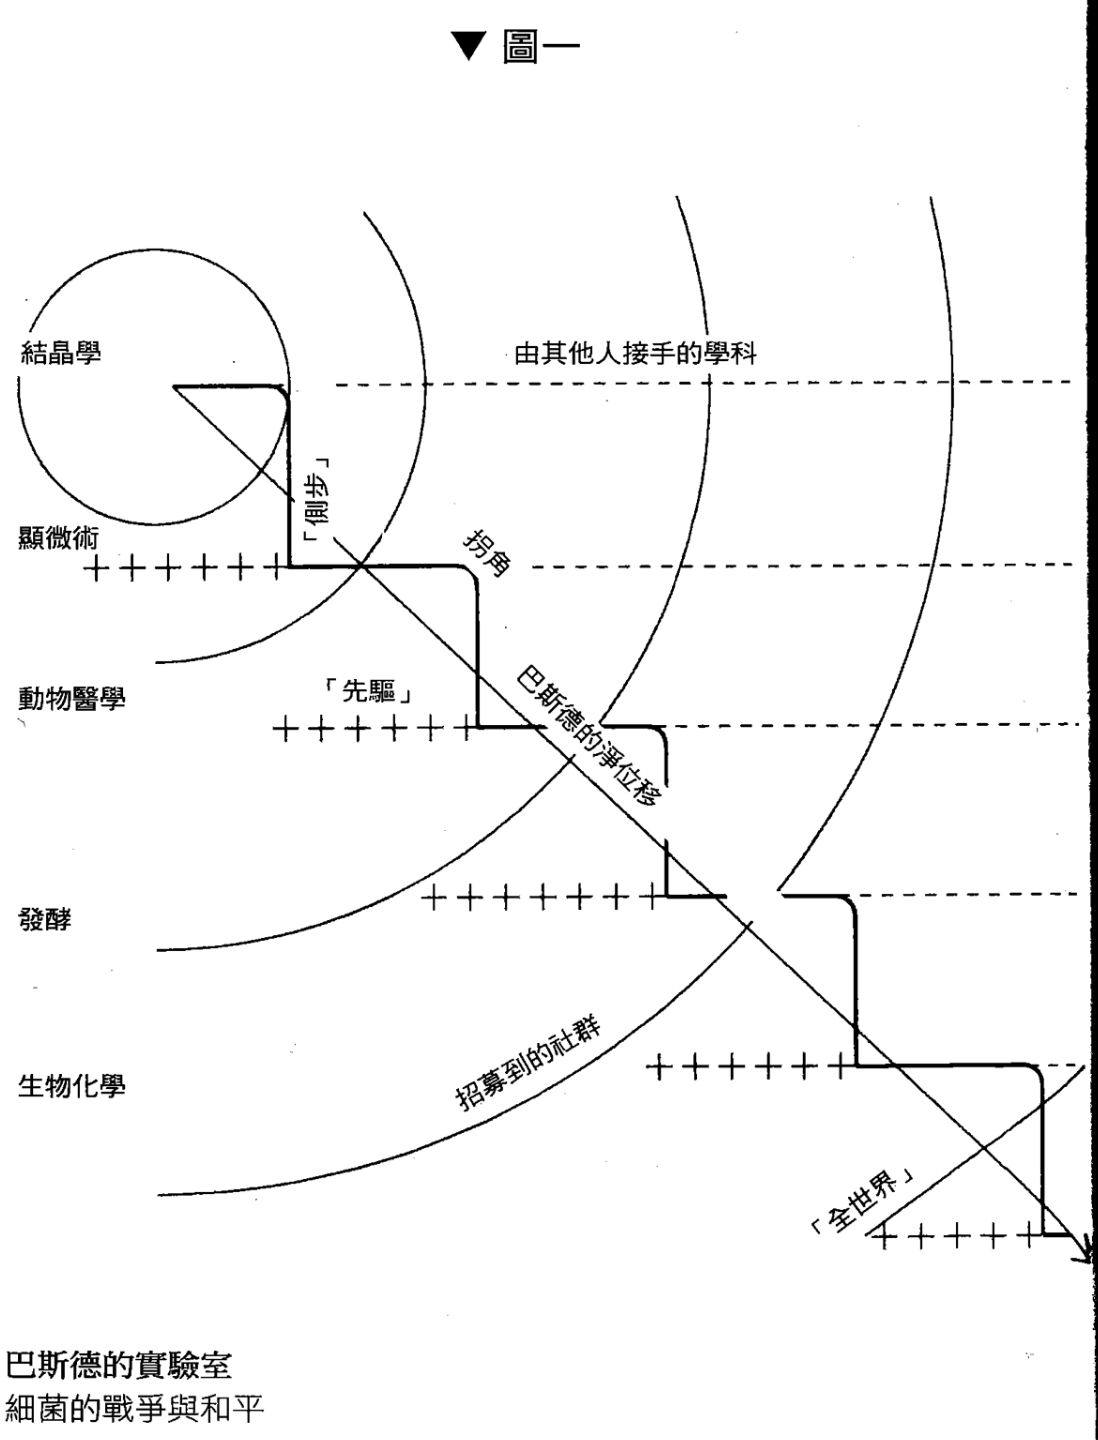 ▼ 圖一
結晶學
由其他人接手的學科
「側步」
顯微術
拐角
動物醫學
「先驅」
巴斯德的淨位移
發酵
招募到的社群
生物化學
「全世界」
巴斯德的實驗室
細菌的戰爭與和平